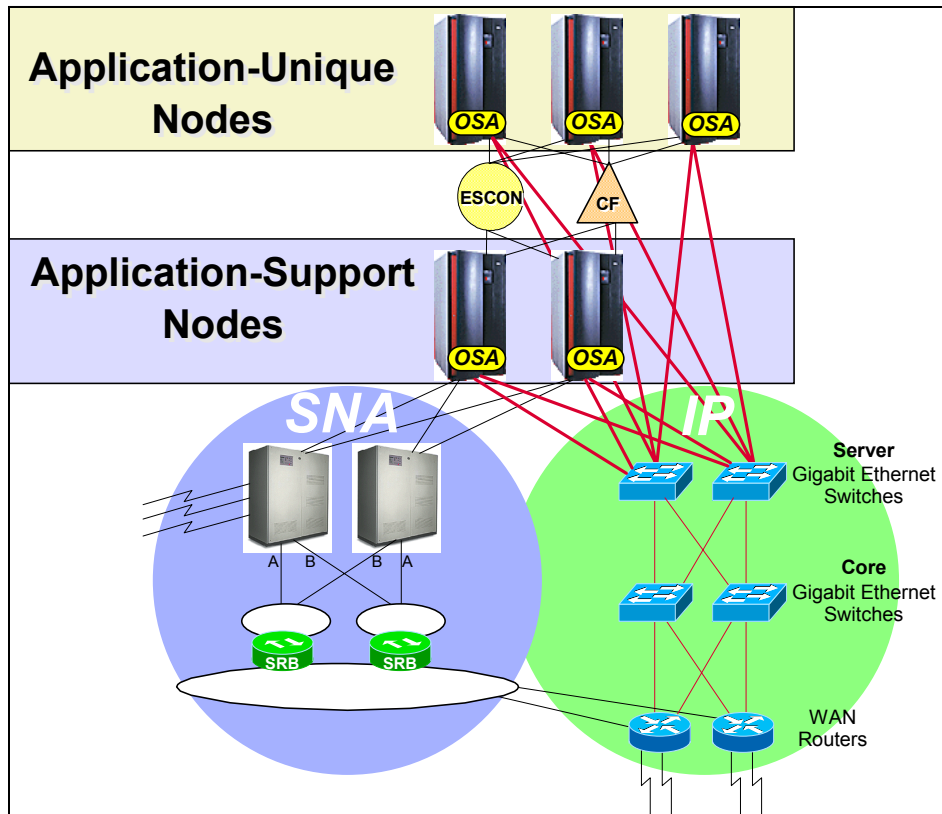 Application-Unique
Nodes
OSA
OSA
OSA
ESCON
CF
Application-Support
Nodes
OSA
OSA
SNA
IP
Server
Gigabit Ethernet
Switches
A
B
B
A
Core
Gigabit Ethernet
Switches
SRB
SRB
WAN
Routers